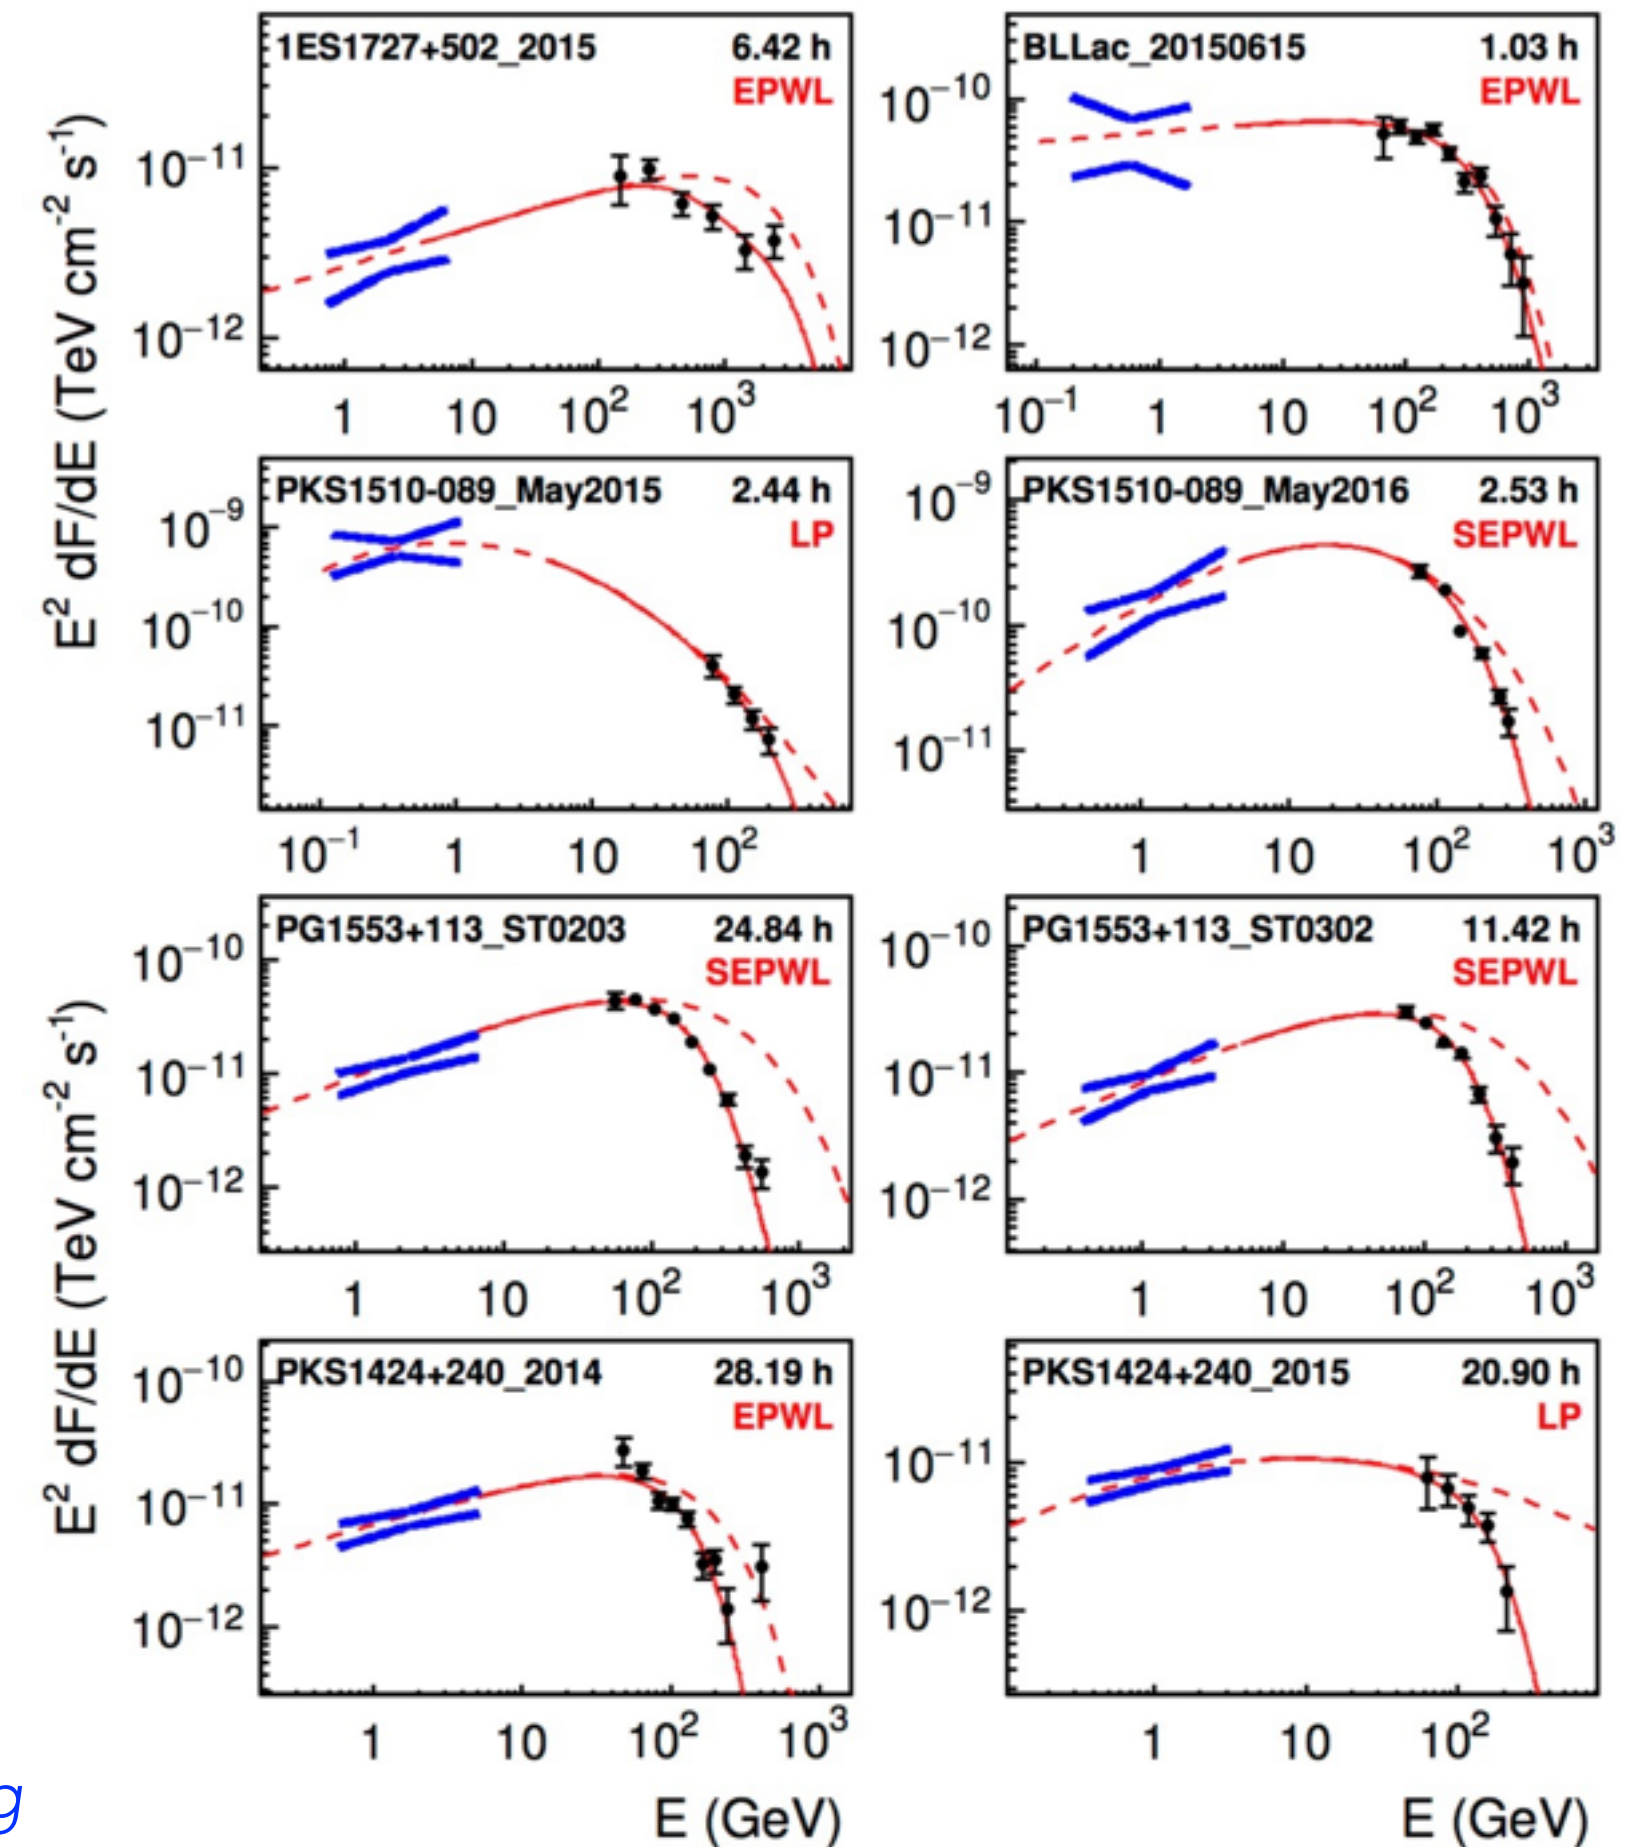 1ES1727+502_2015 6.42 h
EPWL
10⁻¹¹
10⁻¹²
1 10 10² 10³
BLLac_20150615 1.03 h
EPWL
10⁻¹⁰
10⁻¹¹
10⁻¹²
10⁻¹ 1 10² 10³
E² dF/dE (TeV cm⁻² s⁻¹)
PKS1510-089_May2015 2.44 h
LP
10⁻⁹
10⁻¹⁰
10⁻¹¹
10⁻¹ 1 10 10²
PKS1510-089_May2016 2.53 h
SEPWL
10⁻⁹
10⁻¹⁰
10⁻¹¹
1 10 10² 10³
PG1553+113_ST0203 24.84 h
SEPWL
10⁻¹⁰
10⁻¹¹
10⁻¹²
1 10 10² 10³
PG1553+113_ST0302 11.42 h
SEPWL
10⁻¹⁰
10⁻¹¹
10⁻¹²
1 10 10² 10³
E² dF/dE (TeV cm⁻² s⁻¹)
PKS1424+240_2014 28.19 h
EPWL
10⁻¹⁰
10⁻¹¹
10⁻¹²
1 10 10² 10³
PKS1424+240_2015 20.90 h
LP
10⁻¹¹
10⁻¹²
1 10 10²
g
E (GeV) E (GeV)